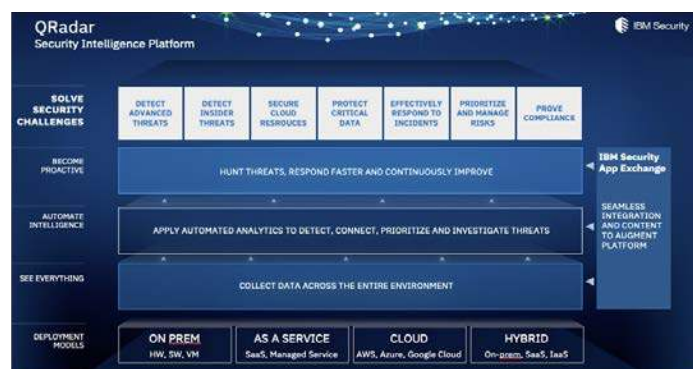 QRadar
Security Intelligence Platform
IBM Security
SOLVE
SECURITY
CHALLENGES
DETECT
ADVANCED
THREATS
DETECT
INSIDER
THREATS
SECURE
CLOUD
RESROUCES
PROTECT
CRITICAL
DATA
EFFECTIVELY
RESPOND TO
INCIDENTS
PRIORITIZE
AND MANAGE
RISKS
PROVE
COMPLIANCE
BECOME
PROACTIVE
HUNT THREATS, RESPOND FASTER AND CONTINUOUSLY IMPROVE
IBM Security
App Exchange
SEAMLESS
INTEGRATION
AND CONTENT
TO AUGMENT
PLATFORM
AUTOMATE
INTELLIGENCE
APPLY AUTOMATED ANALYTICS TO DETECT, CONNECT, PRIORITIZE AND INVESTIGATE THREATS
SEE EVERYTHING
COLLECT DATA ACROSS THE ENTIRE ENVIRONMENT
DEPLOYMENT
MODELS
ON PREM
HW, SW, VM
AS A SERVICE
SaaS, Managed Service
CLOUD
AWS, Azure, Google Cloud
HYBRID
On-prem, SaaS, IaaS